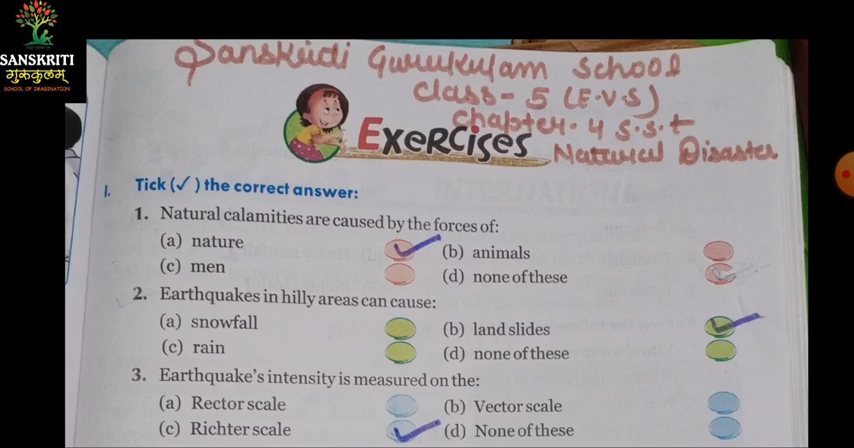 SANSKRITI
गुरुकुलम्
SCHOOL OF IMAGINATION
Sanskridi Gurukulam School
Class- 5 (E.V.S)
Chapter. 4 S.S.t
Exercises
Natural Disaster
I. Tick (✓) the correct answer:
1. Natural calamities are caused by the forces of:
(a) nature (b) animals
(c) men (d) none of these
2. Earthquakes in hilly areas can cause:
(a) snowfall (b) land slides
(c) rain (d) none of these
3. Earthquake's intensity is measured on the:
(a) Rector scale (b) Vector scale
(c) Richter scale (d) None of these